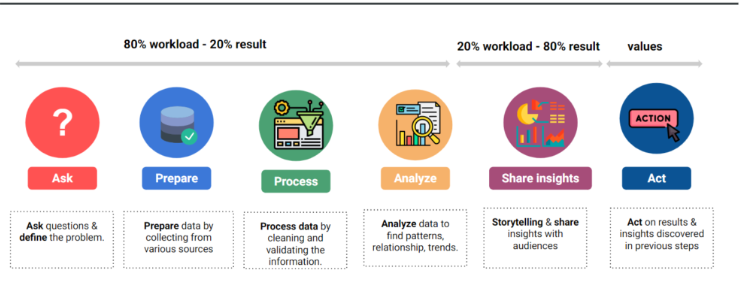 80% workload - 20% result
20% workload - 80% result
values
?
ACTION
Ask
Prepare
Process
Analyze
Share insights
Act
Ask questions &
define the problem.
Prepare data by
collecting from
various sources
Process data by
cleaning and
validating the
information.
Analyze data to
find patterns,
relationship, trends.
Storytelling & share
insights with
audiences
Act on results &
insights discovered
in previous steps